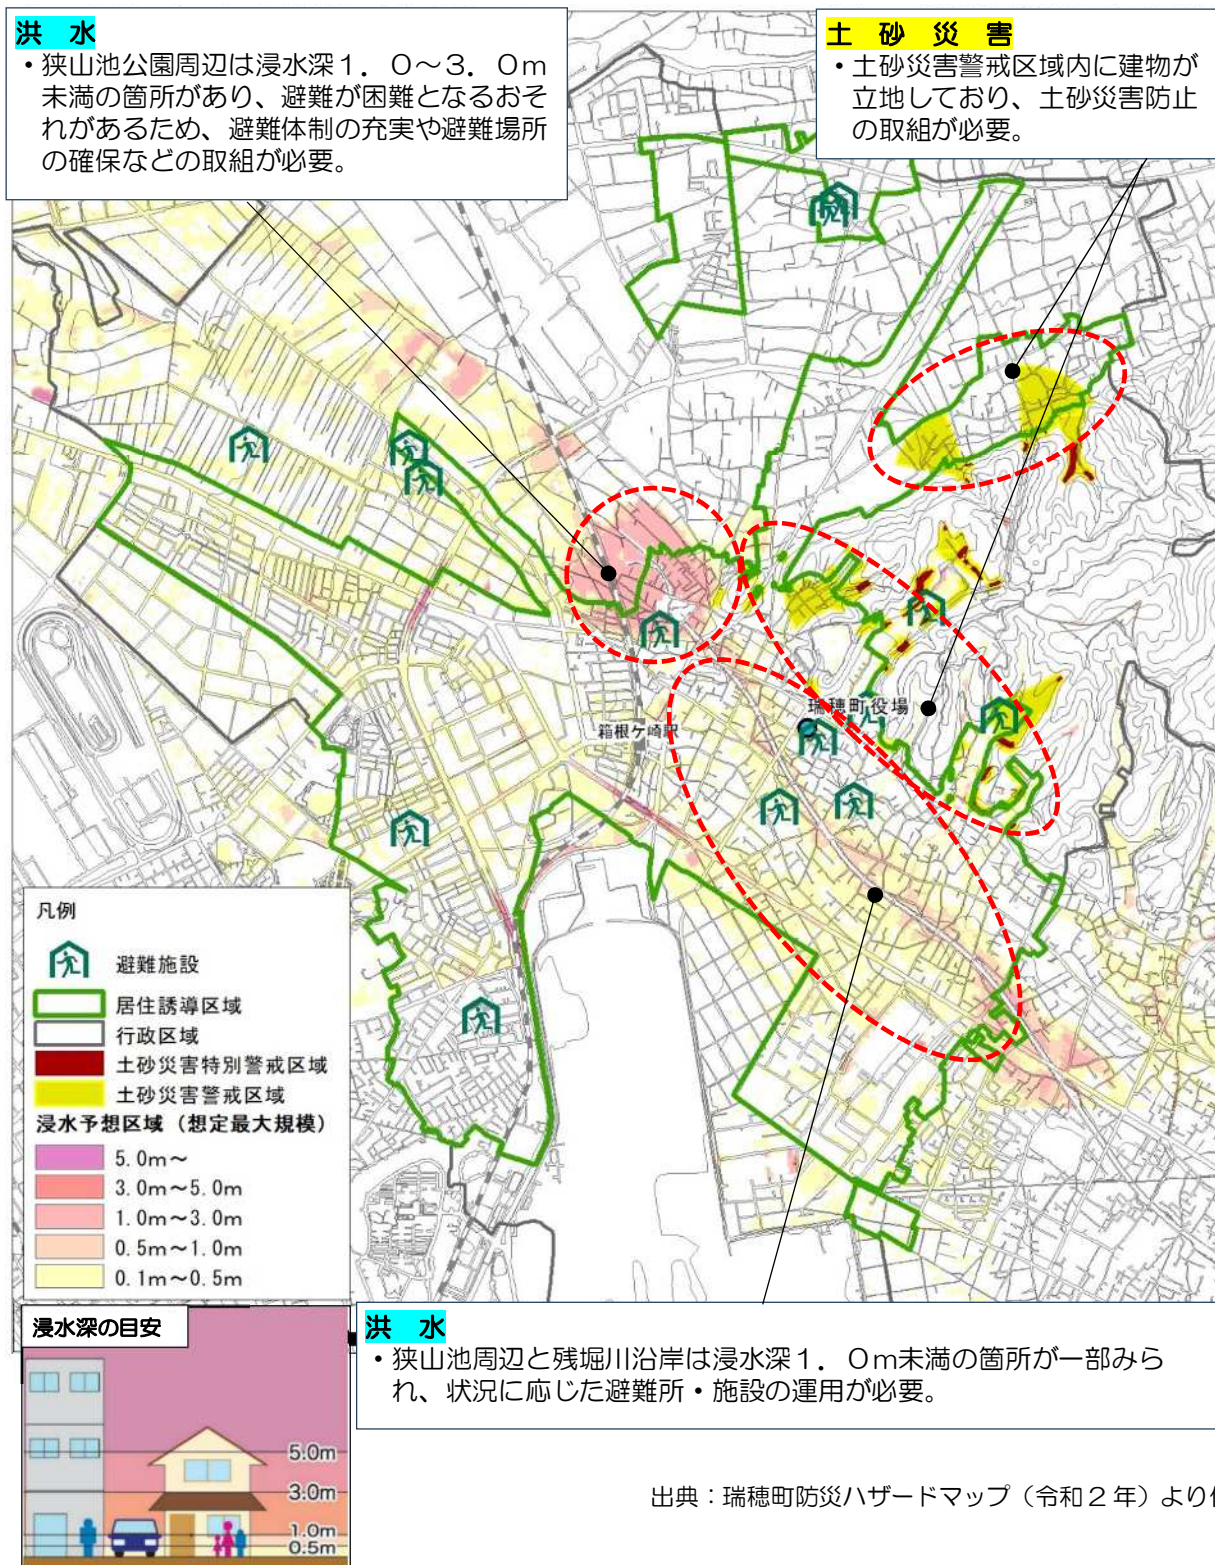 洪 水
・狭山池公園周辺は浸水深１．０～３．０ｍ
未満の箇所があり、避難が困難となるおそ
れがあるため、避難体制の充実や避難場所
の確保などの取組が必要。
土 砂 災 害
・土砂災害警戒区域内に建物が
立地しており、土砂災害防止
の取組が必要。
瑞穂町役場
箱根ケ崎駅
凡例
避難施設
居住誘導区域
行政区域
土砂災害特別警戒区域
土砂災害警戒区域
浸水予想区域（想定最大規模）
5.0m～
3.0m～5.0m
1.0m～3.0m
0.5m～1.0m
0.1m～0.5m
浸水深の目安
5.0m
3.0m
1.0m
0.5m
洪 水
・狭山池周辺と残堀川沿岸は浸水深１．０ｍ未満の箇所が一部みら
れ、状況に応じた避難所・施設の運用が必要。
出典：瑞穂町防災ハザードマップ（令和２年）より